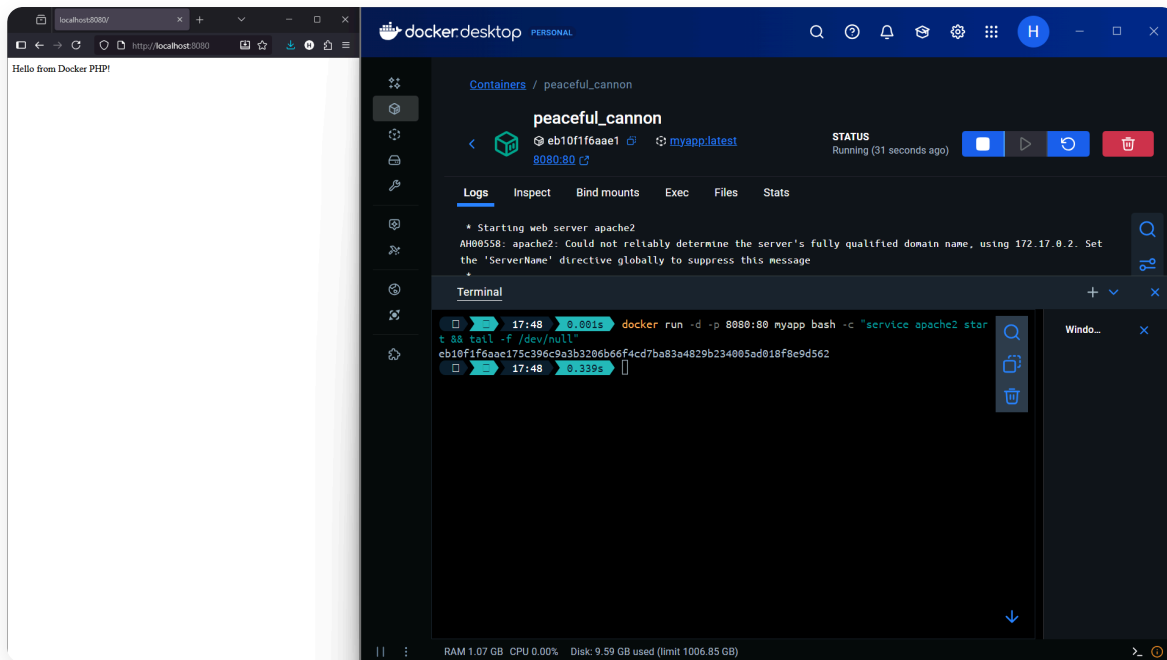 localhost:8080/
http://localhost:8080
Hello from Docker PHP!
docker.desktop PERSONAL
H
Containers / peaceful_cannon
peaceful_cannon
eb10f1f6aae1 myapp:latest
8080:80
STATUS
Running (31 seconds ago)
Logs Inspect Bind mounts Exec Files Stats
* Starting web server apache2
AH00558: apache2: Could not reliably determine the server's fully qualified domain name, using 172.17.0.2. Set
the 'ServerName' directive globally to suppress this message
*
Terminal
Windo...
17:48 0.001s docker run -d -p 8080:80 myapp bash -c "service apache2 star
t && tail -f /dev/null"
eb10f1f6aae175c396c9a3b3206b66f4cd7ba83a4829b234005ad018f8e9d562
17:48 0.339s
RAM 1.07 GB CPU 0.00% Disk: 9.59 GB used (limit 1006.85 GB)